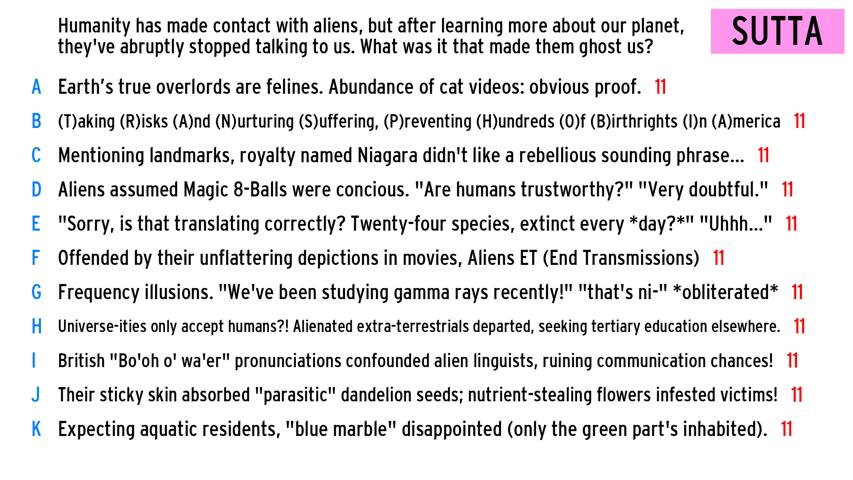 Humanity has made contact with aliens, but after learning more about our planet,
they've abruptly stopped talking to us. What was it that made them ghost us?
SUTTA
A Earth's true overlords are felines. Abundance of cat videos: obvious proof. 11
B (T)aking (R)isks (A)nd (N)urturing (S)uffering, (P)reventing (H)undreds (O)f (B)irthrights (I)n (A)merica 11
C Mentioning landmarks, royalty named Niagara didn't like a rebellious sounding phrase... 11
D Aliens assumed Magic 8-Balls were concious. "Are humans trustworthy?" "Very doubtful." 11
E "Sorry, is that translating correctly? Twenty-four species, extinct every *day?*" "Uhhh..." 11
F Offended by their unflattering depictions in movies, Aliens ET (End Transmissions) 11
G Frequency illusions. "We've been studying gamma rays recently!" "that's ni-" *obliterated* 11
H Universe-ities only accept humans?! Alienated extra-terrestrials departed, seeking tertiary education elsewhere. 11
I British "Bo'oh o' wa'er" pronunciations confounded alien linguists, ruining communication chances! 11
J Their sticky skin absorbed "parasitic" dandelion seeds; nutrient-stealing flowers infested victims! 11
K Expecting aquatic residents, "blue marble" disappointed (only the green part's inhabited). 11